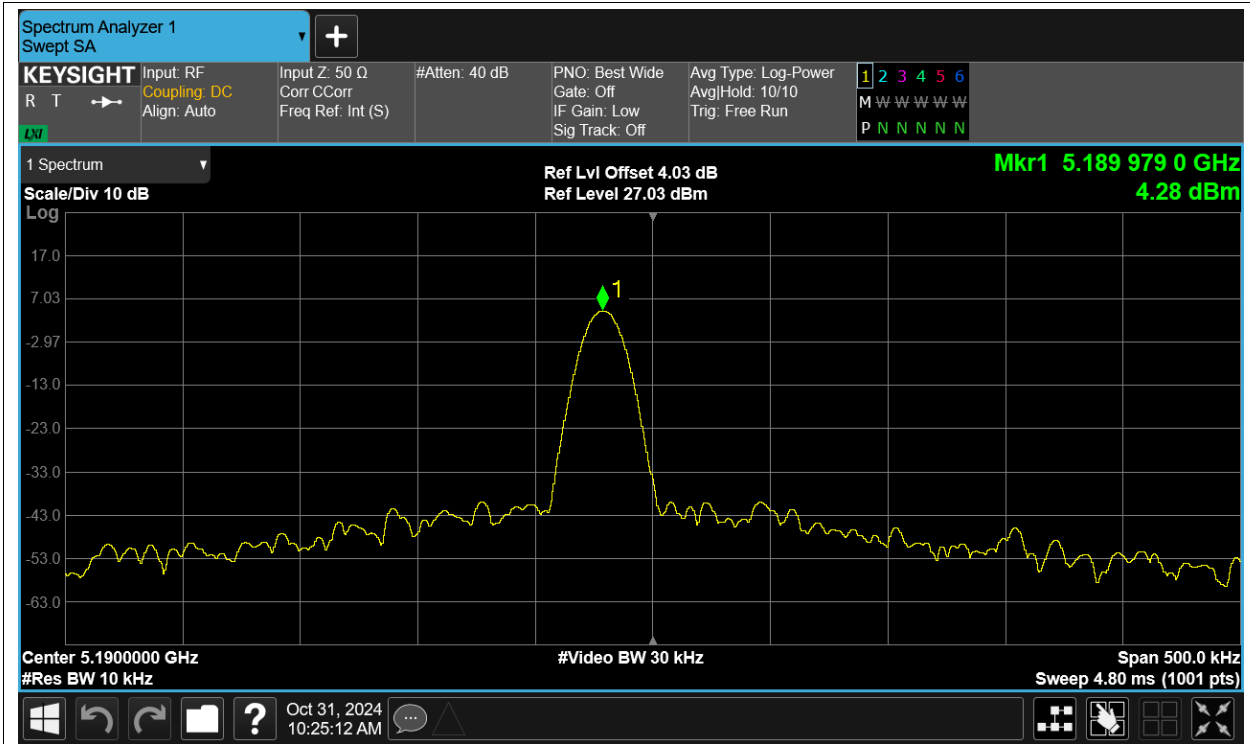 Spectrum Analyzer 1
Swept SA
KEYSIGHT
R T
LXI
Input: RF
Coupling: DC
Align: Auto
Input Z: 50 Ω
Corr CCorr
Freq Ref: Int (S)
#Atten: 40 dB
PNO: Best Wide
Gate: Off
IF Gain: Low
Sig Track: Off
Avg Type: Log-Power
Avg|Hold: 10/10
Trig: Free Run
1 2 3 4 5 6
M W W W W W
P N N N N N
1 Spectrum
Scale/Div 10 dB
Log
Ref Lvl Offset 4.03 dB
Ref Level 27.03 dBm
Mkr1 5.189 979 0 GHz
4.28 dBm
17.0
7.03
-2.97
-13.0
-23.0
-33.0
-43.0
-53.0
-63.0
1
Center 5.1900000 GHz
#Res BW 10 kHz
#Video BW 30 kHz
Span 500.0 kHz
Sweep 4.80 ms (1001 pts)
?
Oct 31, 2024
10:25:12 AM